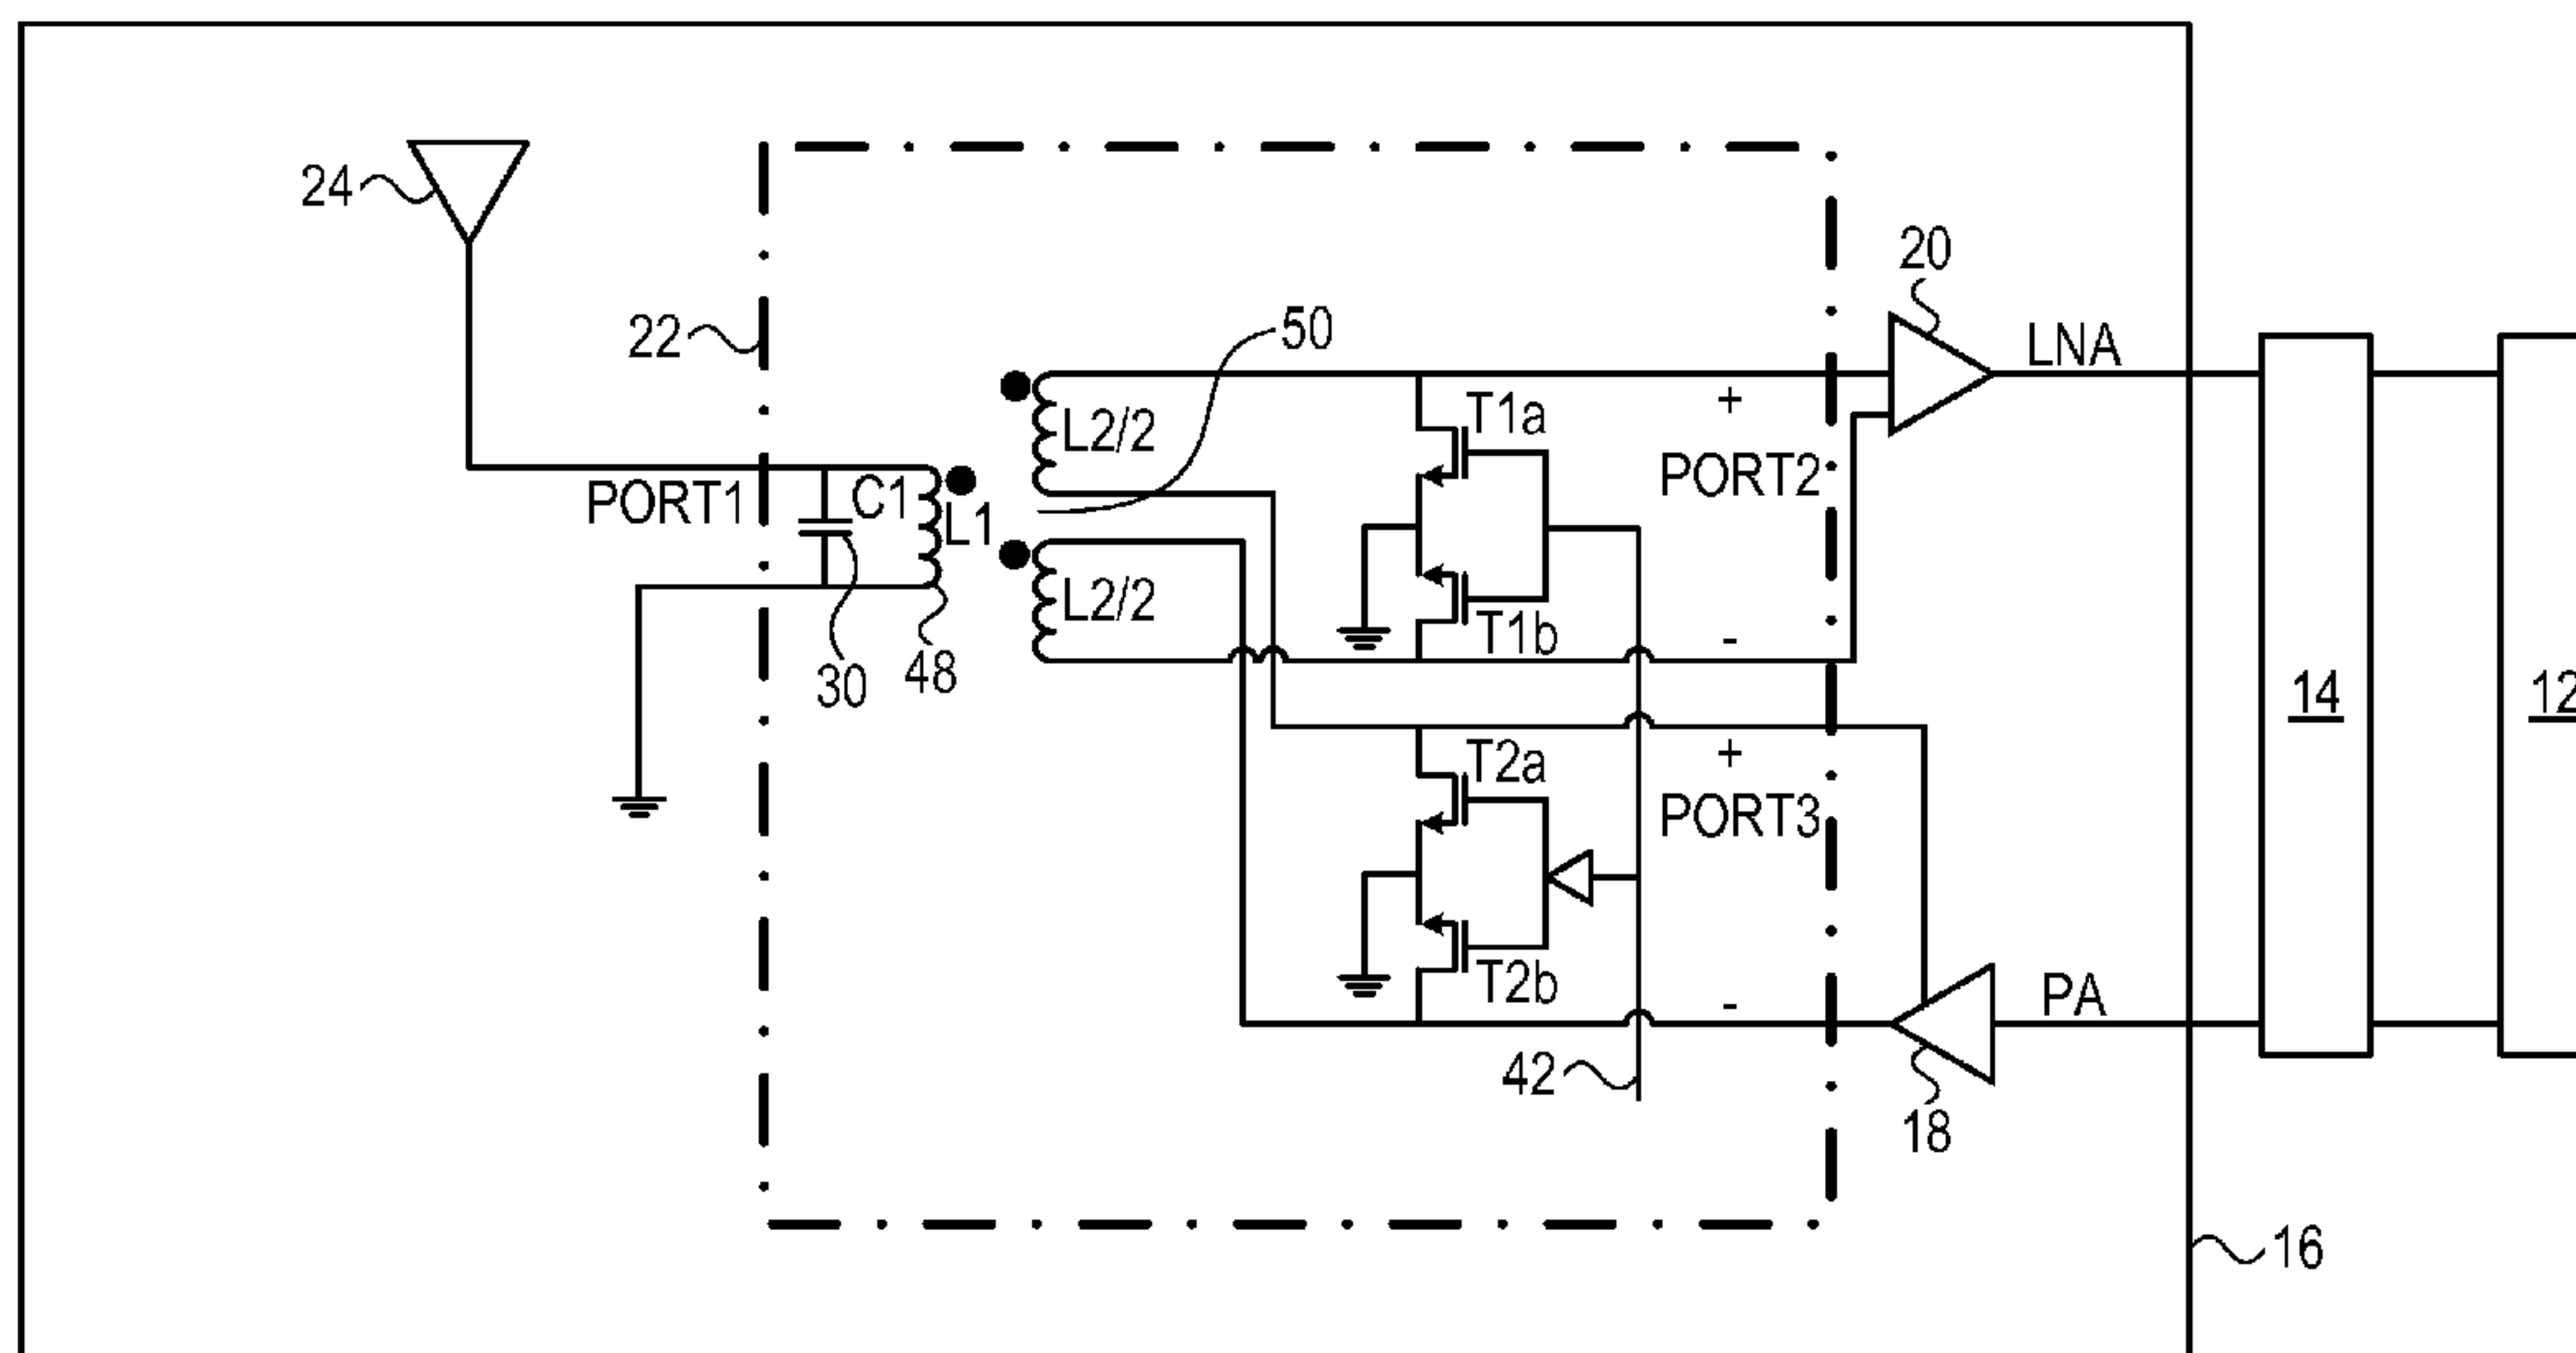 24
22
50
20
LNA
L2/2
T1a
+
PORT2
PORT1
C1
L1
L2/2
T1b
-
30
48
14
12
T2a
+
PORT3
T2b
-
PA
42
18
16